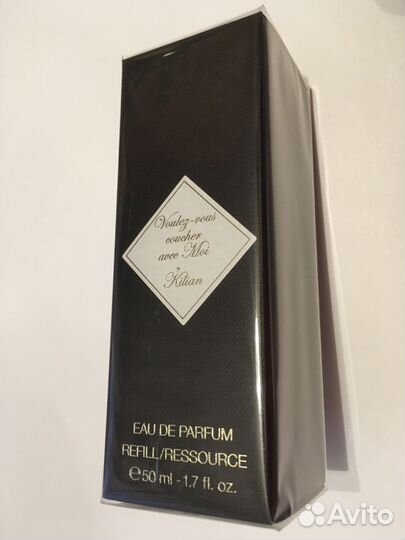 Voulez-vous
coucher
avec Moi
by
Kilian
EAU DE PARFUM
REFILL/RESSOURCE
℮50 ml - 1.7 fl. oz.
Avito